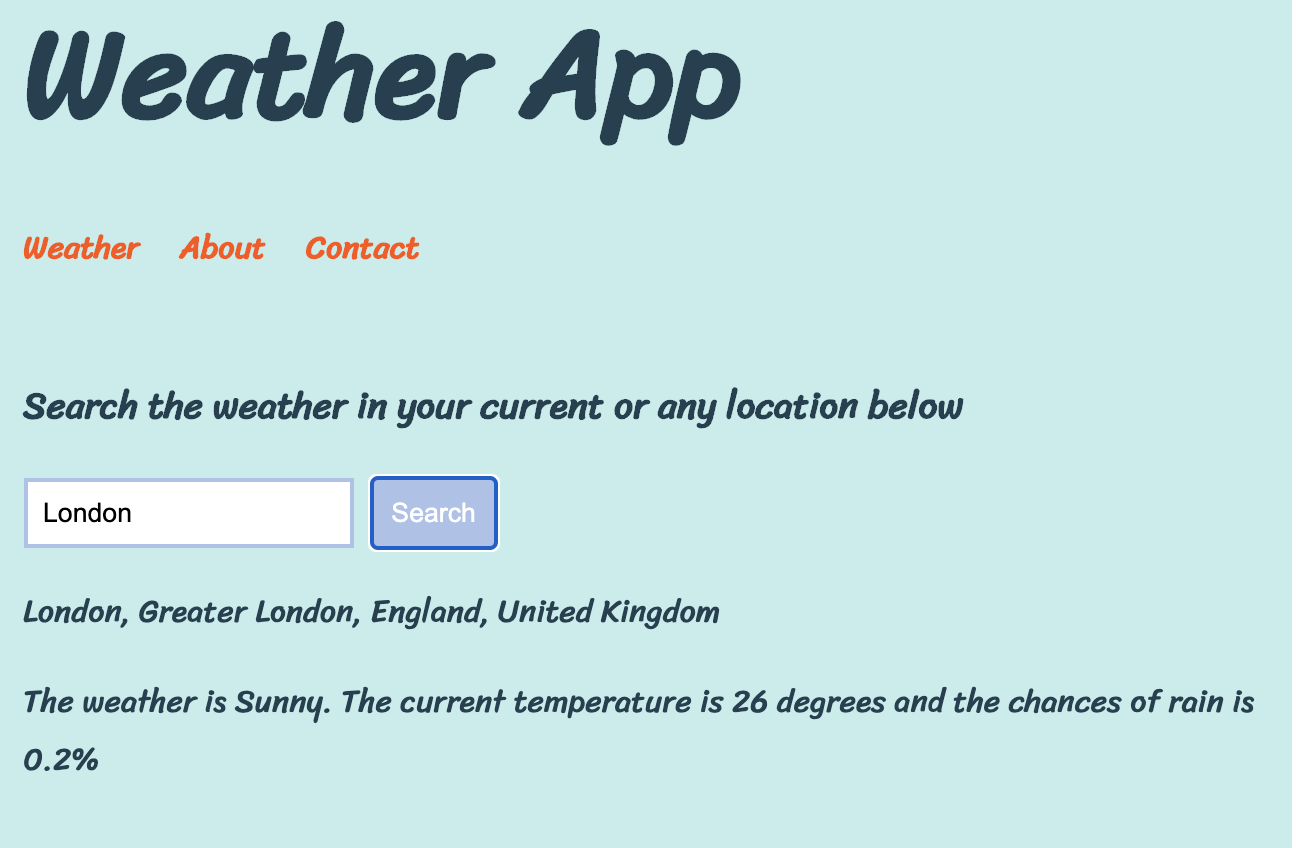 Weather App
Weather About Contact
Search the weather in your current or any location below
London Search
London, Greater London, England, United Kingdom
The weather is Sunny. The current temperature is 26 degrees and the chances of rain is
0.2%